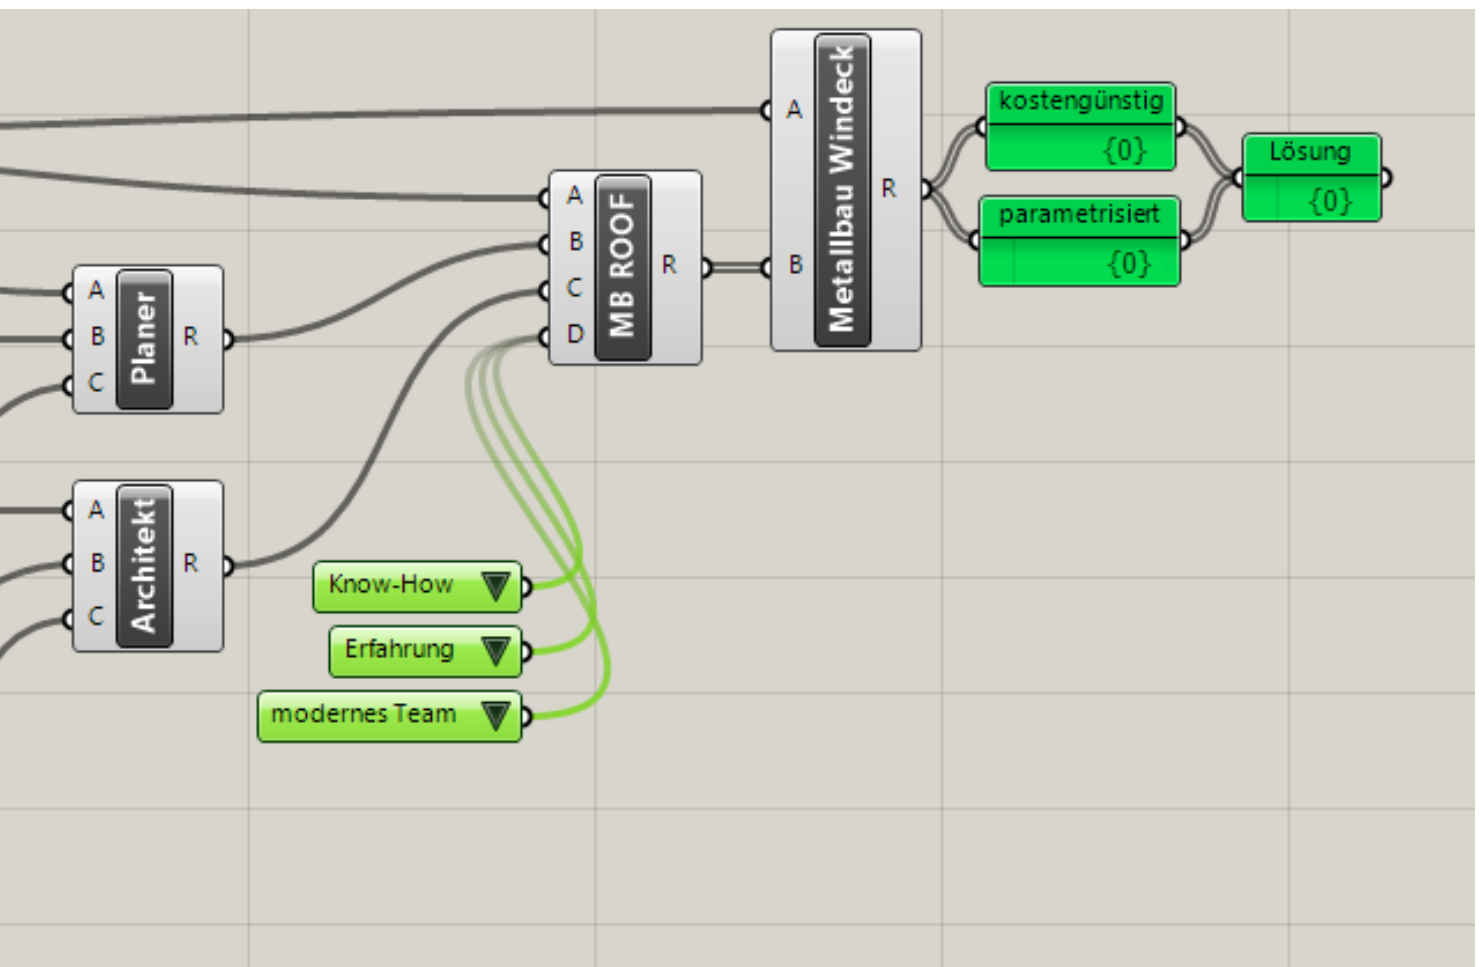 A
B
Metallbau Windeck
R
kostengünstig
{0}
parametrisiert
{0}
Lösung
{0}
A
B
C
D
MB ROOF
R
A
B
C
Planer
R
A
B
C
Architekt
R
Know-How
Erfahrung
modernes Team